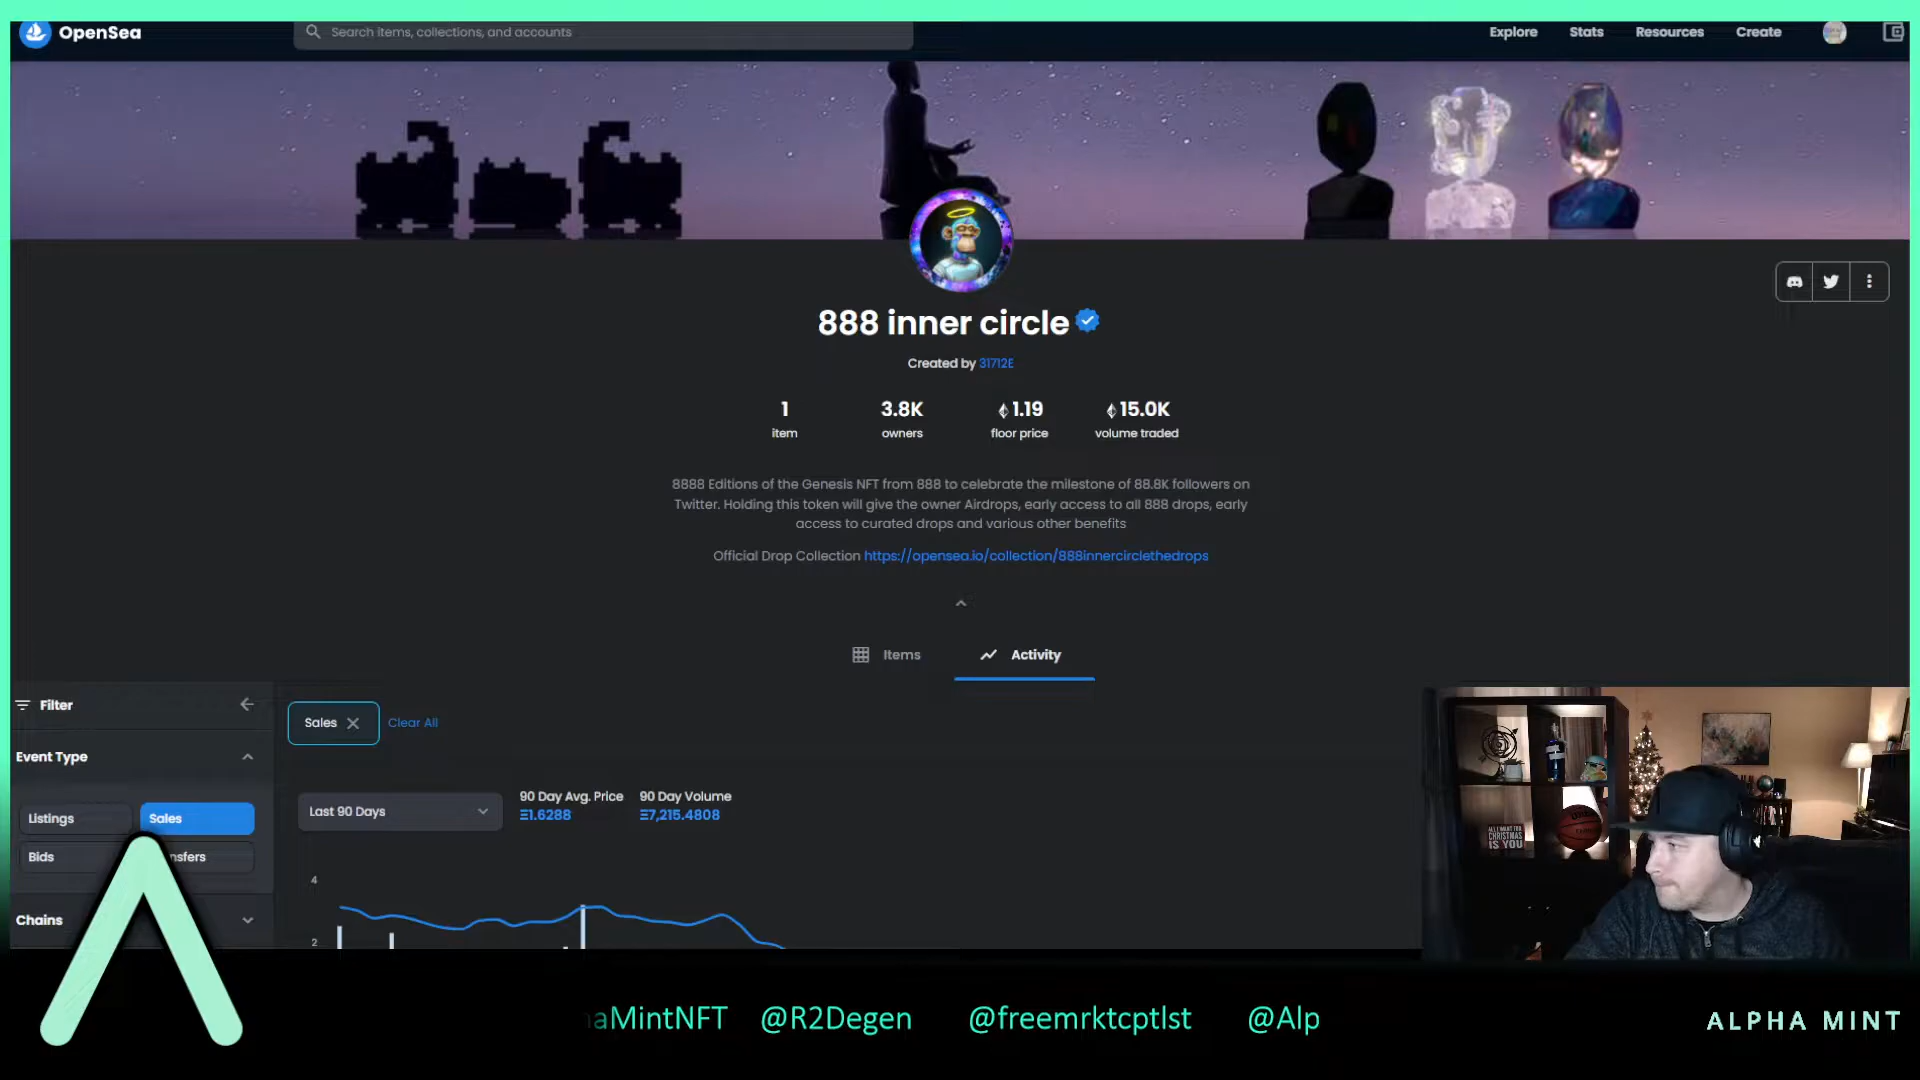 OpenSea
Search items, collections, and accounts
Explore
Stats
Resources
Create
888 inner circle
Created by 31712E
1
item
3.8K
owners
1.19
floor price
15.0K
volume traded
8888 Editions of the Genesis NFT from 888 to celebrate the milestone of 88.8K followers on
Twitter. Holding this token will give the owner Airdrops, early access to all 888 drops, early
access to curated drops and various other benefits
Official Drop Collection https://opensea.io/collection/888innercirclethedrops
Items
Activity
Filter
Event Type
Listings
Sales
Bids
nsfers
Chains
Sales
Clear All
Last 90 Days
90 Day Avg. Price
Ξ1.6288
90 Day Volume
Ξ7,215.4808
4
2
ALL I WANT FOR
CHRISTMAS
IS YOU
aMintNFT @R2Degen @freemrktcptlst @Alp
ALPHA MINT